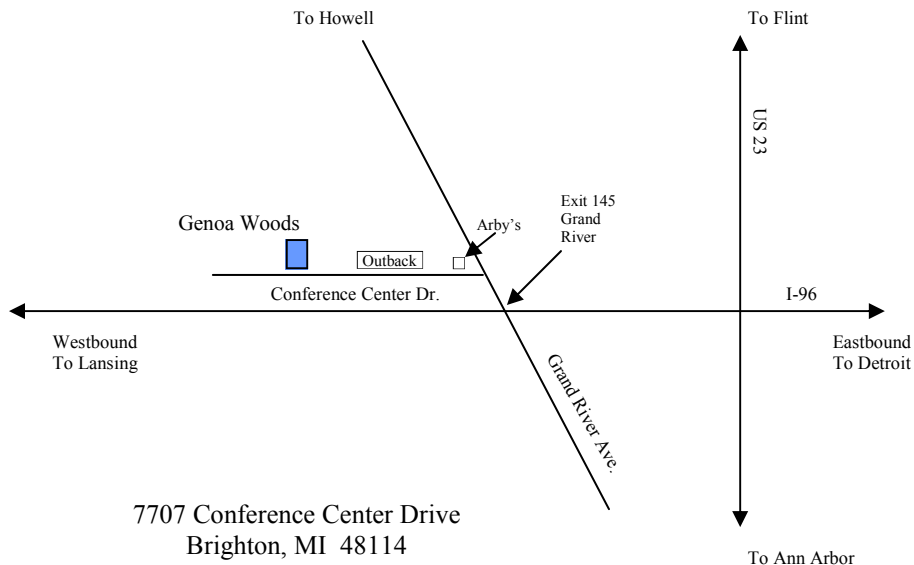 To Howell
To Flint
US 23
Exit 145
Grand
River
Genoa Woods
Arby's
Outback
Conference Center Dr.
I-96
Westbound
To Lansing
Eastbound
To Detroit
Grand River Ave.
7707 Conference Center Drive
Brighton, MI  48114
To Ann Arbor